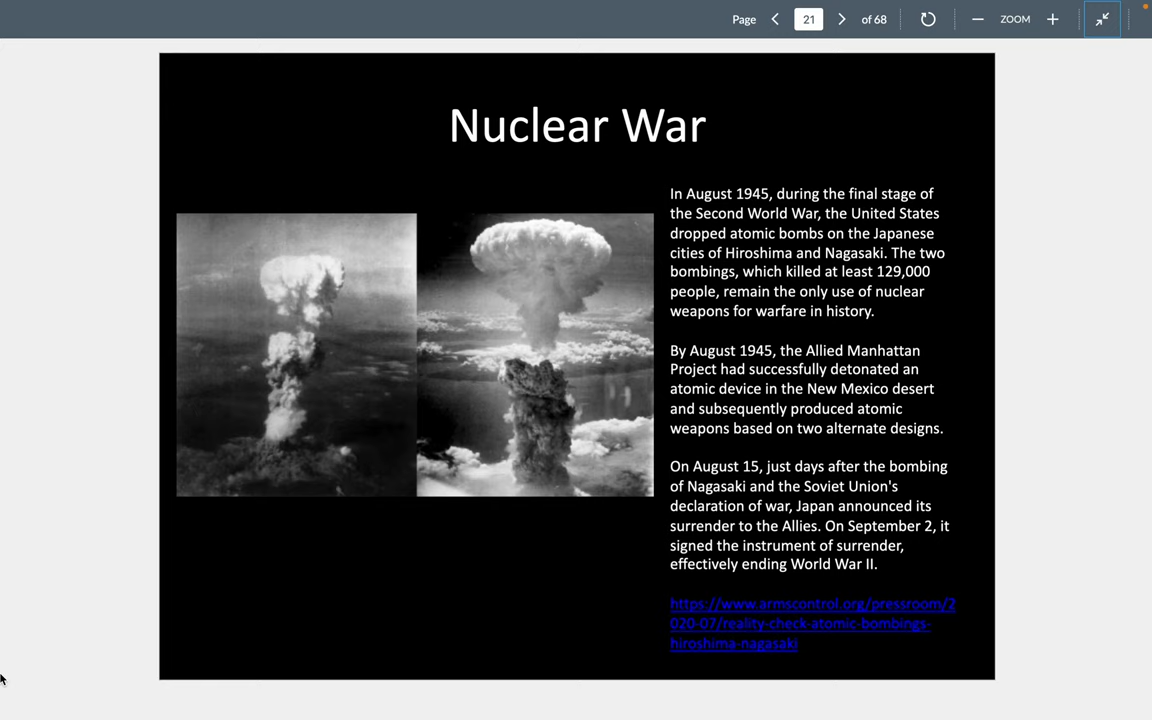 Page 21 of 68 ZOOM
Nuclear War
In August 1945, during the final stage of
the Second World War, the United States
dropped atomic bombs on the Japanese
cities of Hiroshima and Nagasaki. The two
bombings, which killed at least 129,000
people, remain the only use of nuclear
weapons for warfare in history.
By August 1945, the Allied Manhattan
Project had successfully detonated an
atomic device in the New Mexico desert
and subsequently produced atomic
weapons based on two alternate designs.
On August 15, just days after the bombing
of Nagasaki and the Soviet Union's
declaration of war, Japan announced its
surrender to the Allies. On September 2, it
signed the instrument of surrender,
effectively ending World War II.
https://www.armscontrol.org/pressroom/2
020-07/reality-check-atomic-bombings-
hiroshima-nagasaki